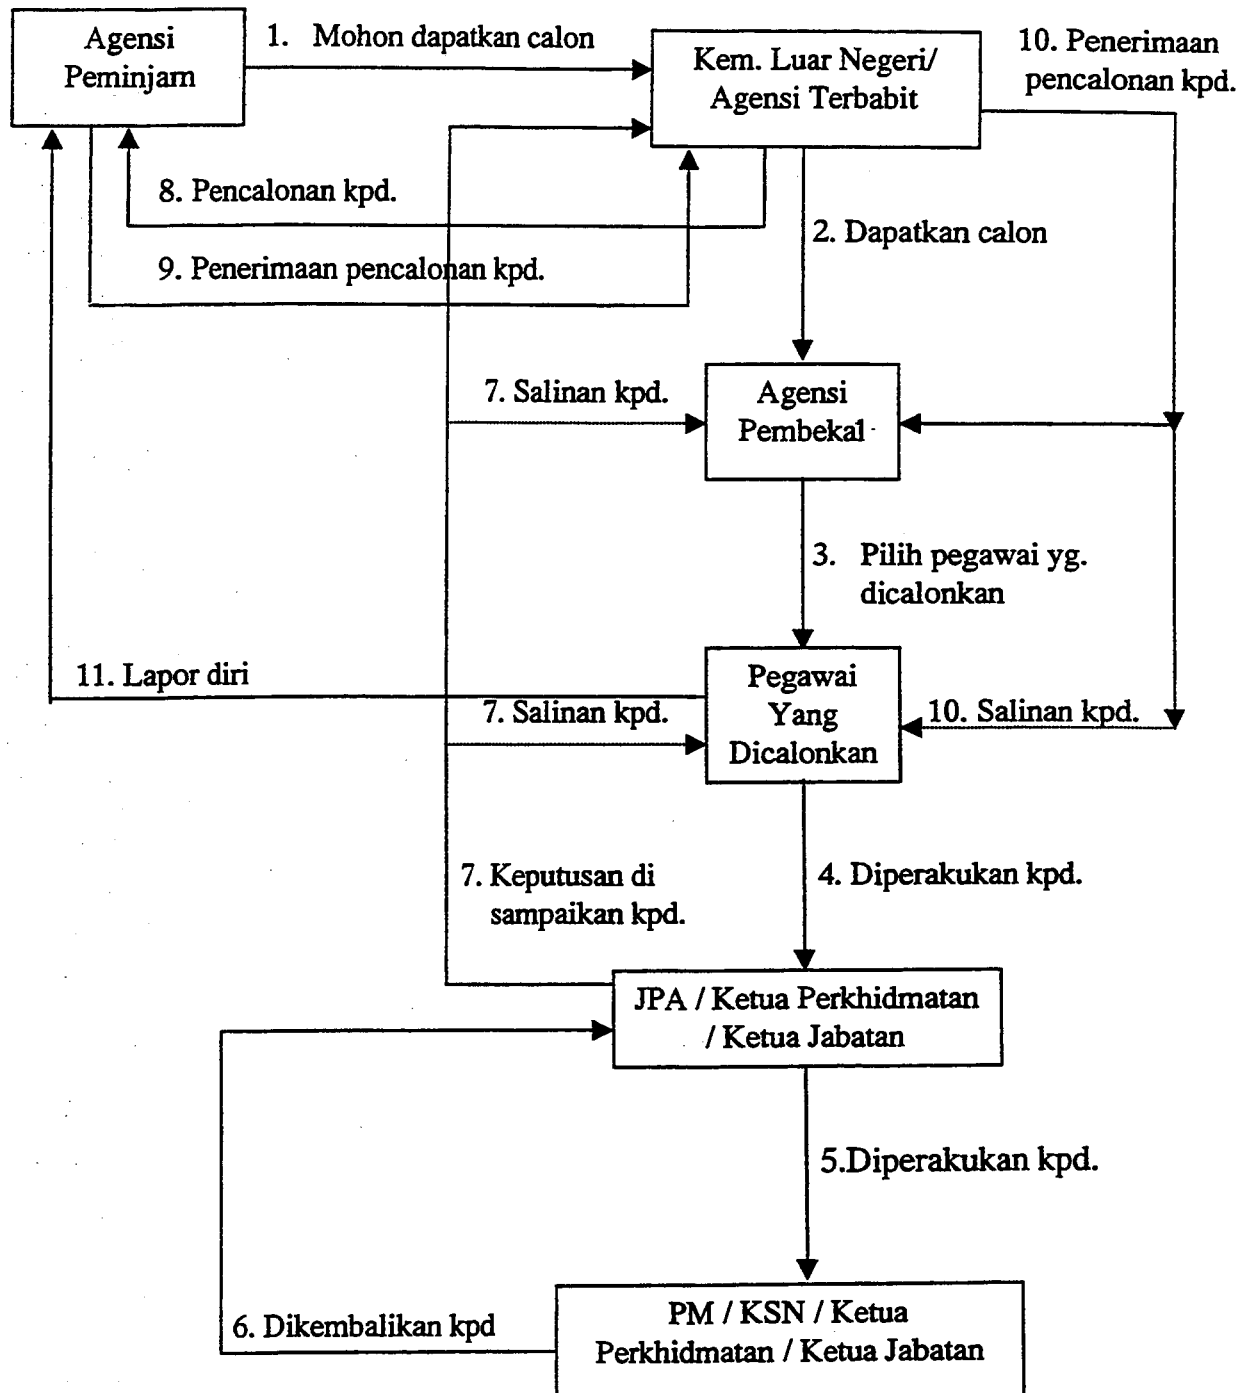 Agensi
Peminjam
1. Mohon dapatkan calon
Kem. Luar Negeri/
Agensi Terbabit
10. Penerimaan
pencalonan kpd.
8. Pencalonan kpd.
9. Penerimaan pencalonan kpd.
2. Dapatkan calon
7. Salinan kpd.
Agensi
Pembekal
3. Pilih pegawai yg.
dicalonkan
11. Lapor diri
7. Salinan kpd.
Pegawai
Yang
Dicalonkan
10. Salinan kpd.
7. Keputusan di
sampaikan kpd.
4. Diperakukan kpd.
JPA / Ketua Perkhidmatan
/ Ketua Jabatan
5.Diperakukan kpd.
6. Dikembalikan kpd
PM / KSN / Ketua
Perkhidmatan / Ketua Jabatan